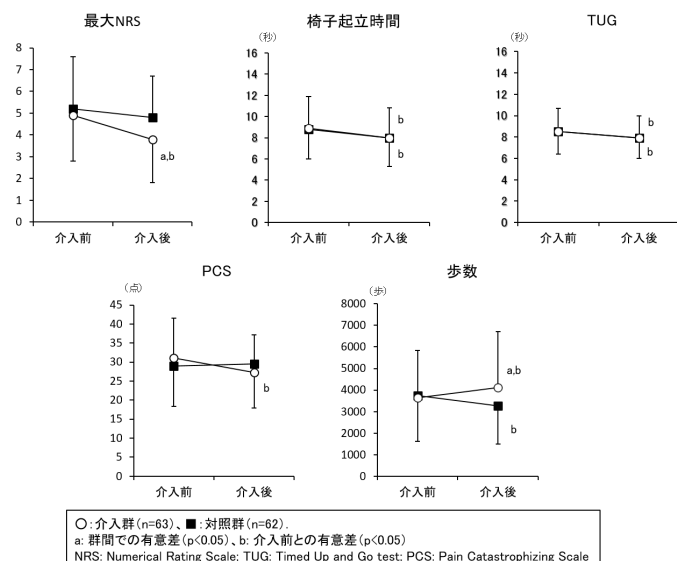 最大NRS
8
7
6
5
4
3
2
1
0
a,b
介入前 介入後
椅子起立時間
(秒)
16
14
12
10
8
6
4
2
0
b
b
介入前 介入後
TUG
(秒)
16
14
12
10
8
6
4
2
0
b
b
介入前 介入後
PCS
(点)
45
40
35
30
25
20
15
10
5
0
b
介入前 介入後
歩数
(歩)
8000
7000
6000
5000
4000
3000
2000
1000
0
a,b
b
介入前 介入後
○:介入群(n=63)、■:対照群(n=62).
a: 群間での有意差(p<0.05)、b: 介入前との有意差(p<0.05)
NRS: Numerical Rating Scale; TUG: Timed Up and Go test; PCS: Pain Catastrophizing Scale